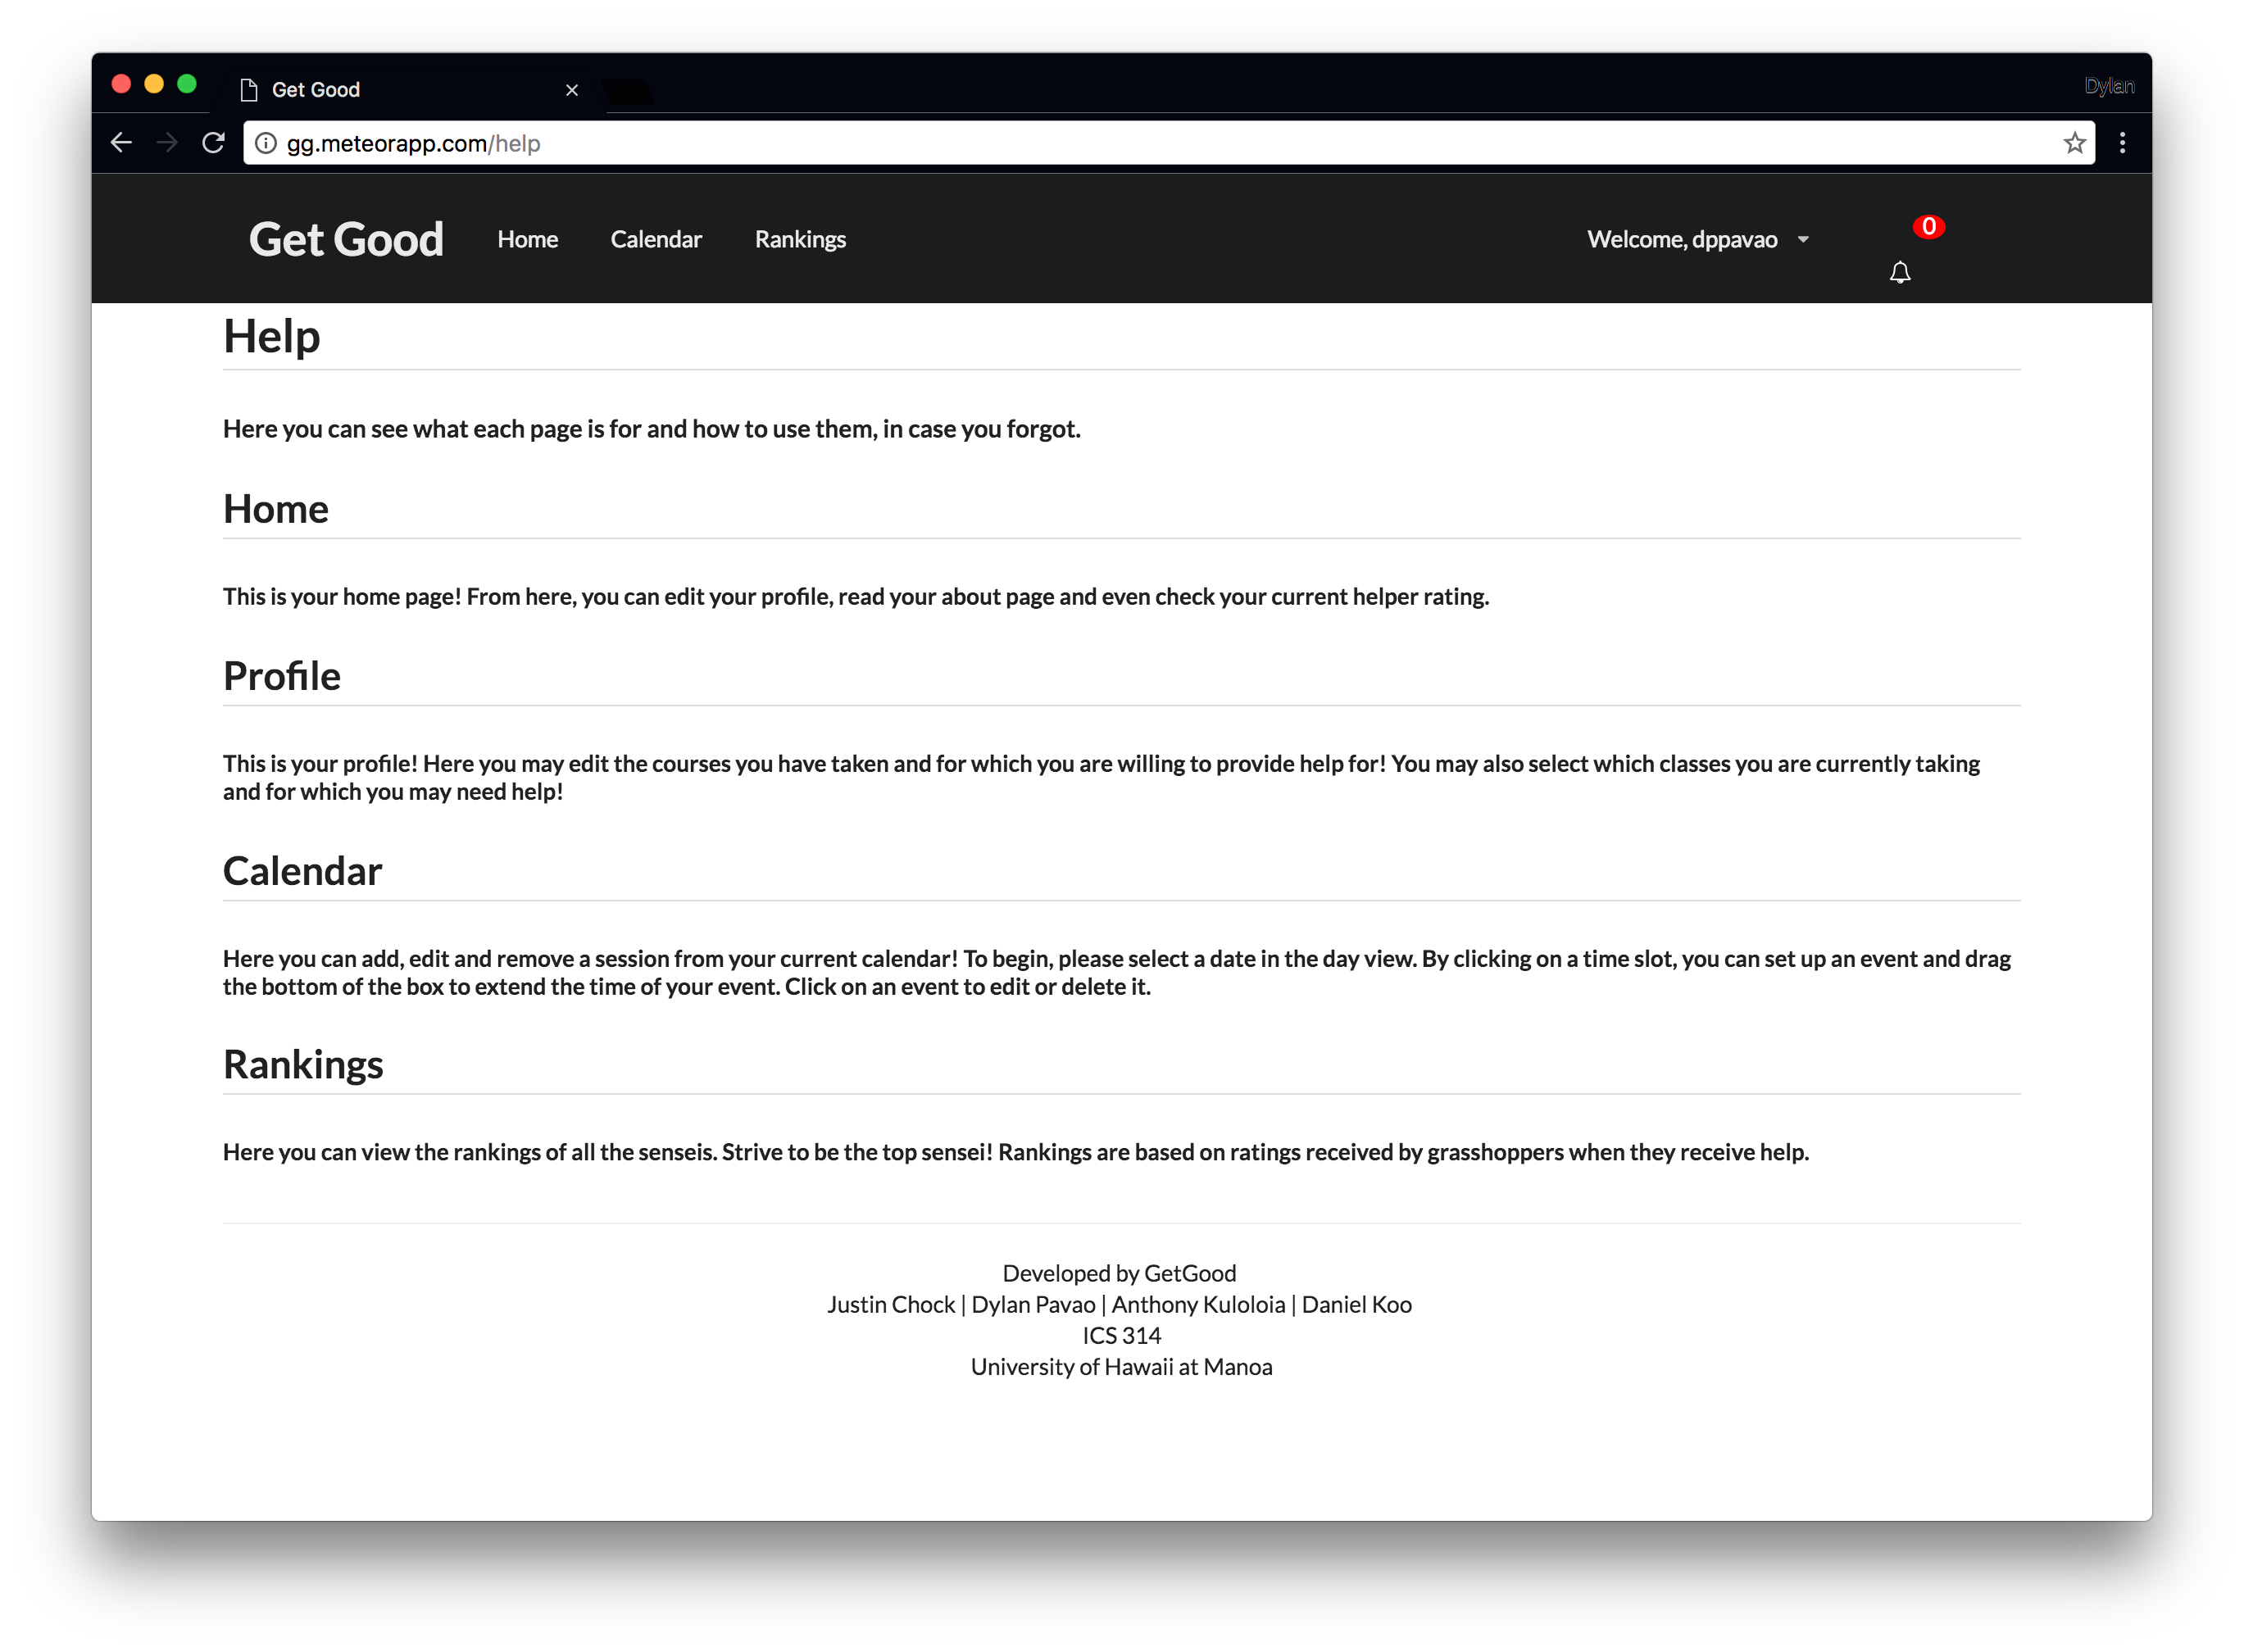 Get Good
Dylan
gg.meteorapp.com/help
Get Good Home Calendar Rankings Welcome, dppavao 0
Help
Here you can see what each page is for and how to use them, in case you forgot.
Home
This is your home page! From here, you can edit your profile, read your about page and even check your current helper rating.
Profile
This is your profile! Here you may edit the courses you have taken and for which you are willing to provide help for! You may also select which classes you are currently taking
and for which you may need help!
Calendar
Here you can add, edit and remove a session from your current calendar! To begin, please select a date in the day view. By clicking on a time slot, you can set up an event and drag
the bottom of the box to extend the time of your event. Click on an event to edit or delete it.
Rankings
Here you can view the rankings of all the senseis. Strive to be the top sensei! Rankings are based on ratings received by grasshoppers when they receive help.
Developed by GetGood
Justin Chock | Dylan Pavao | Anthony Kuloloia | Daniel Koo
ICS 314
University of Hawaii at Manoa